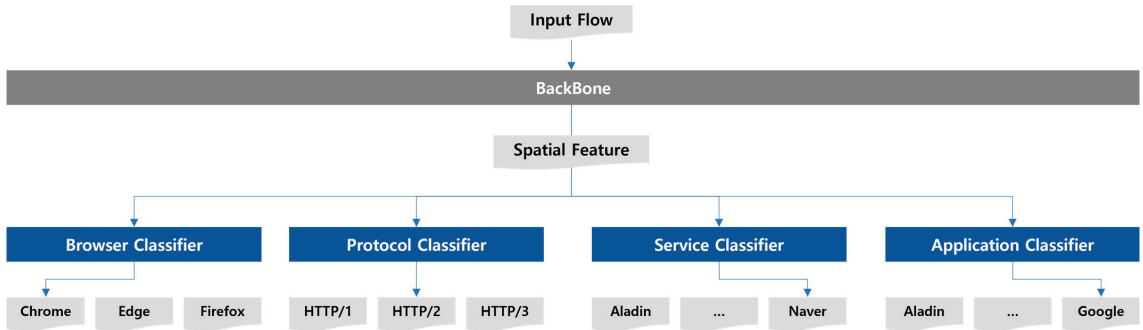 Input Flow
BackBone
Spatial Feature
Browser Classifier Protocol Classifier Service Classifier Application Classifier
Chrome Edge Firefox HTTP/1 HTTP/2 HTTP/3 Aladin ... Naver Aladin ... Google